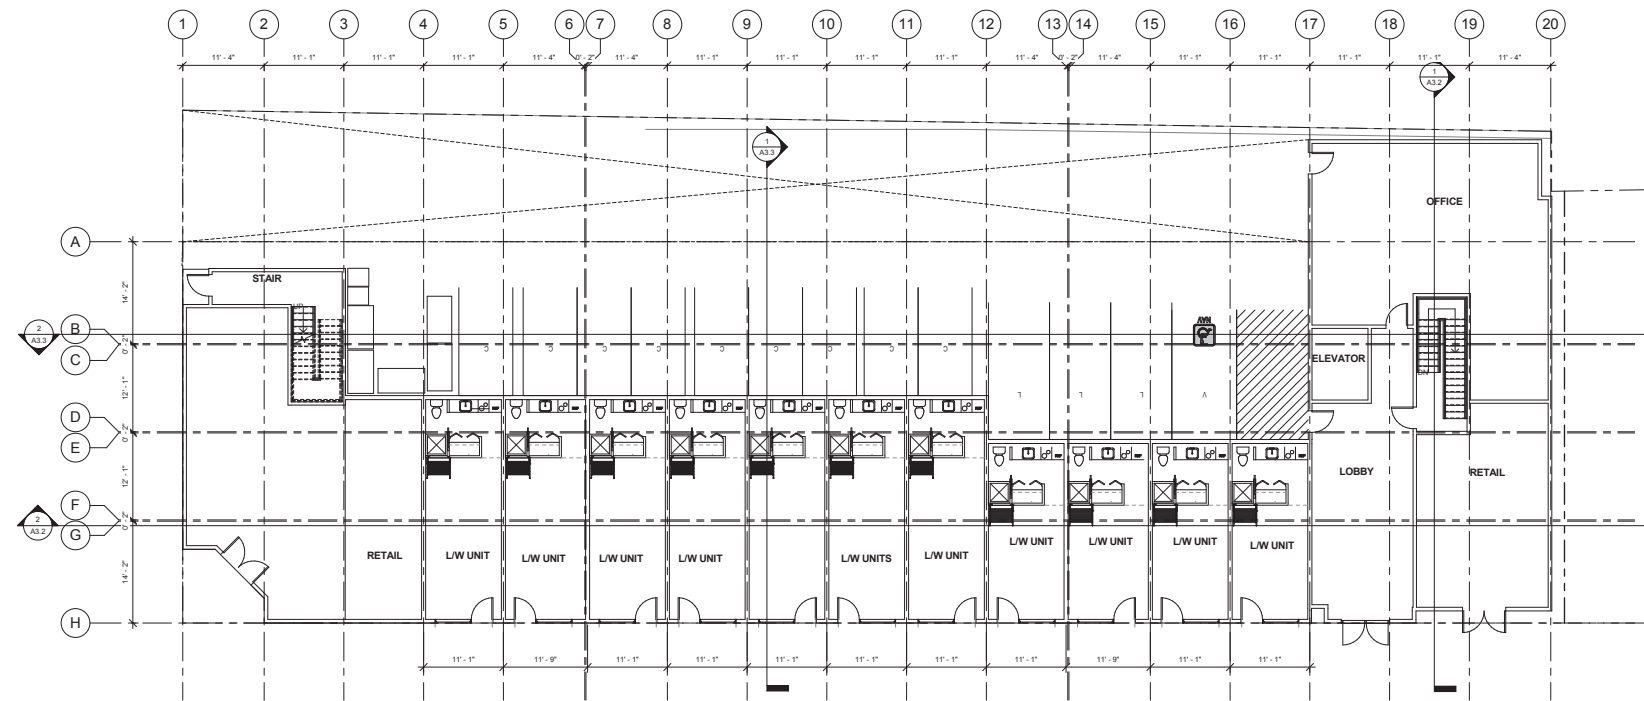 1 2 3 4 5 6 7 8 9 10 11 12 13 14 15 16 17 18 19 20
11' - 4" 11' - 1" 11' - 1" 11' - 1" 11' - 4" 0' - 2" 11' - 4" 11' - 1" 11' - 1" 11' - 1" 11' - 1" 11' - 4" 0' - 2" 11' - 4" 11' - 1" 11' - 1" 11' - 1" 11' - 1" 11' - 4"
1
A3.2
1
A3.3
OFFICE
A
STAIR
14' - 2"
UP
VAN
2
A3.3
B
0' - 2"
C
ELEVATOR
DN
12' - 1"
D
0' - 2"
E
LOBBY
RETAIL
12' - 1"
F
2
A3.2
0' - 2"
G
RETAIL
L/W UNIT
L/W UNIT
L/W UNIT
L/W UNIT
L/W UNITS
L/W UNIT
L/W UNIT
L/W UNIT
L/W UNIT
L/W UNIT
14' - 2"
H
11' - 1" 11' - 9" 11' - 1" 11' - 1" 11' - 1" 11' - 1" 11' - 1" 11' - 1" 11' - 9" 11' - 1" 11' - 1"